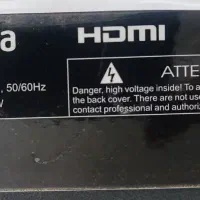 a HDMI
ATTE
, 50/60Hz
Danger, high voltage inside! To a
the back cover. There are not use
contact professional and authoriz